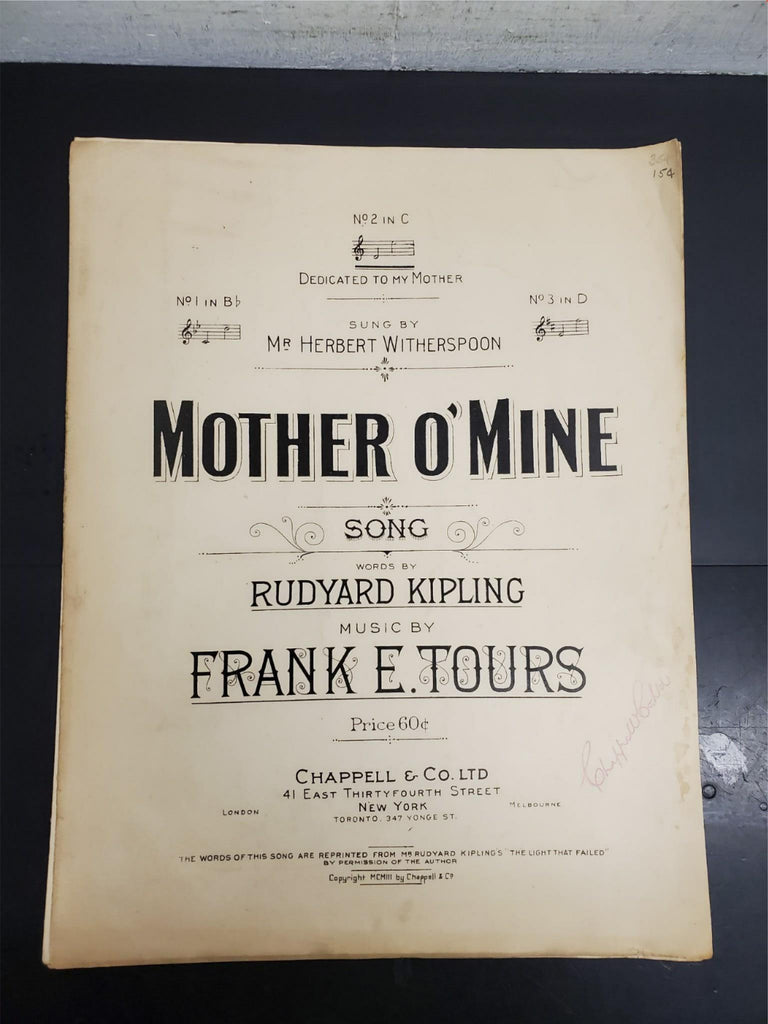 154
Nº 2 IN C
DEDICATED TO MY MOTHER
Nº 1 IN B♭
Nº 3 IN D
SUNG BY
MR HERBERT WITHERSPOON
MOTHER O' MINE
SONG
WORDS BY
RUDYARD KIPLING
MUSIC BY
FRANK E. TOURS
Price 60¢
CHAPPELL & CO. LTD
41 EAST THIRTYFOURTH STREET
LONDON NEW YORK MELBOURNE
TORONTO. 347 YONGE ST.
THE WORDS OF THIS SONG ARE REPRINTED FROM MR RUDYARD KIPLING'S "THE LIGHT THAT FAILED"
BY PERMISSION OF THE AUTHOR
Copyright MCMIII by Chappell & Cº